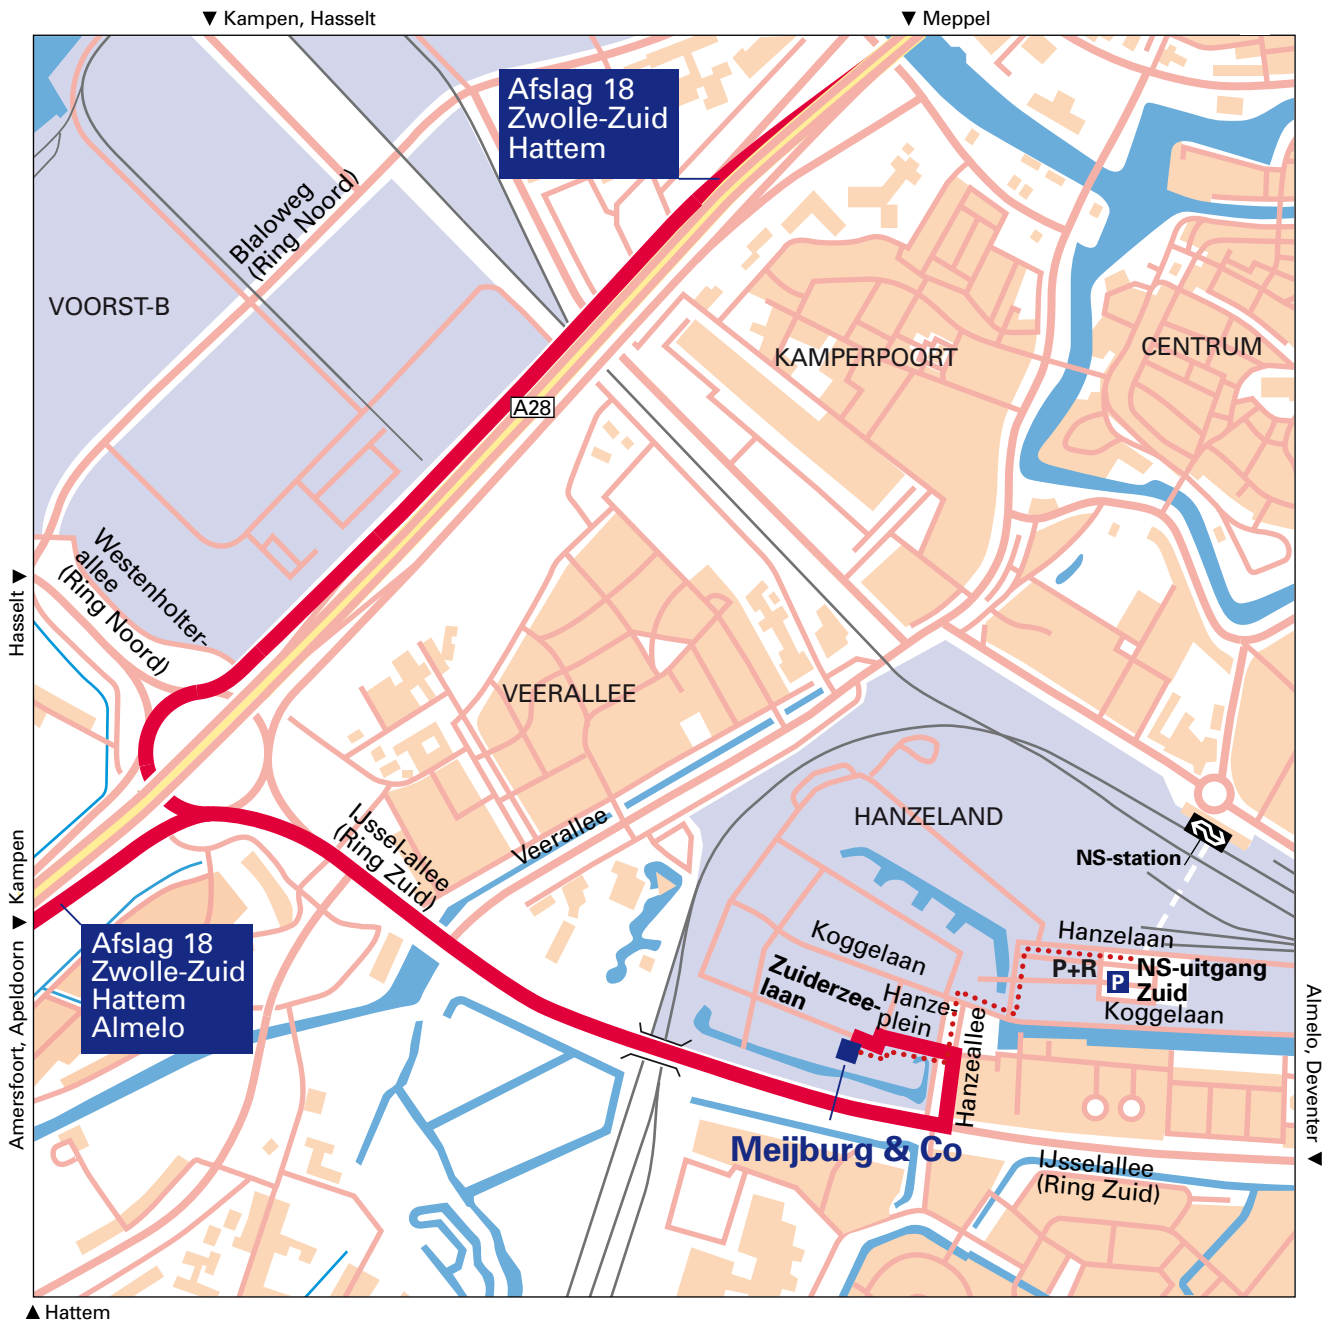 ▼ Kampen, Hasselt
▼ Meppel
Afslag 18
Zwolle-Zuid
Hattem
Blaloweg
(Ring Noord)
VOORST-B
KAMPERPOORT
CENTRUM
A28
Westenholter-
allee
(Ring Noord)
Hasselt ▼
VEERALLEE
IJssel-allee
(Ring Zuid)
Veerallee
HANZELAND
NS-station
Amersfoort, Apeldoorn ▼ Kampen
Afslag 18
Zwolle-Zuid
Hattem
Almelo
Koggelaan
Zuiderzee-
laan
Hanze-
plein
Hanzeallee
Hanzelaan
P+R
P
NS-uitgang
Zuid
Koggelaan
Almelo, Deventer ▼
Meijburg & Co
IJsselallee
(Ring Zuid)
▲ Hattem